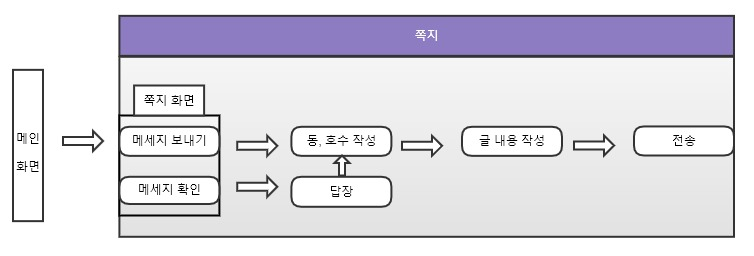 쪽지
메인
화면
쪽지 화면
메세지 보내기
동, 호수 작성
글 내용 작성
전송
메세지 확인
답장